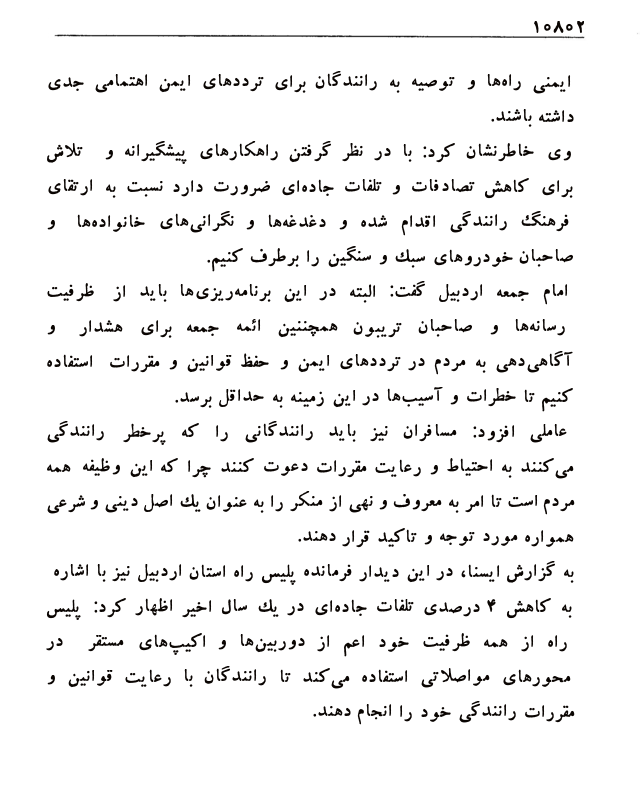 ۱۰۸۰۲
ایمنی راه‌ها و توصیه به رانندگان برای ترددهای ایمن اهتمامی جدی
داشته باشند.
وی خاطرنشان کرد: با در نظر گرفتن راهکارهای پیشگیرانه و تلاش
برای کاهش تصادفات و تلفات جاده‌ای ضرورت دارد نسبت به ارتقای
فرهنگ رانندگی اقدام شده و دغدغه‌ها و نگرانی‌های خانواده‌ها و
صاحبان خودروهای سبك و سنگین را برطرف کنیم.
امام جمعه اردبیل گفت: البته در این برنامه‌ریزی‌ها باید از ظرفیت
رسانه‌ها و صاحبان تریبون همچننین ائمه جمعه برای هشدار و
آگاهی‌دهی به مردم در ترددهای ایمن و حفظ قوانین و مقررات استفاده
کنیم تا خطرات و آسیب‌ها در این زمینه به حداقل برسد.
عاملی افزود: مسافران نیز باید رانندگانی را که پرخطر رانندگی
می‌کنند به احتیاط و رعایت مقررات دعوت کنند چرا که این وظیفه همه
مردم است تا امر به معروف و نهی از منکر را به عنوان یك اصل دینی و شرعی
همواره مورد توجه و تاکید قرار دهند.
به گزارش ایسنا، در این دیدار فرمانده پلیس راه استان اردبیل نیز با اشاره
به کاهش ۴ درصدی تلفات جاده‌ای در یك سال اخیر اظهار کرد: پلیس
راه از همه ظرفیت خود اعم از دوربین‌ها و اکیپ‌های مستقر در
محورهای مواصلاتی استفاده می‌کند تا رانندگان با رعایت قوانین و
مقررات رانندگی خود را انجام دهند.